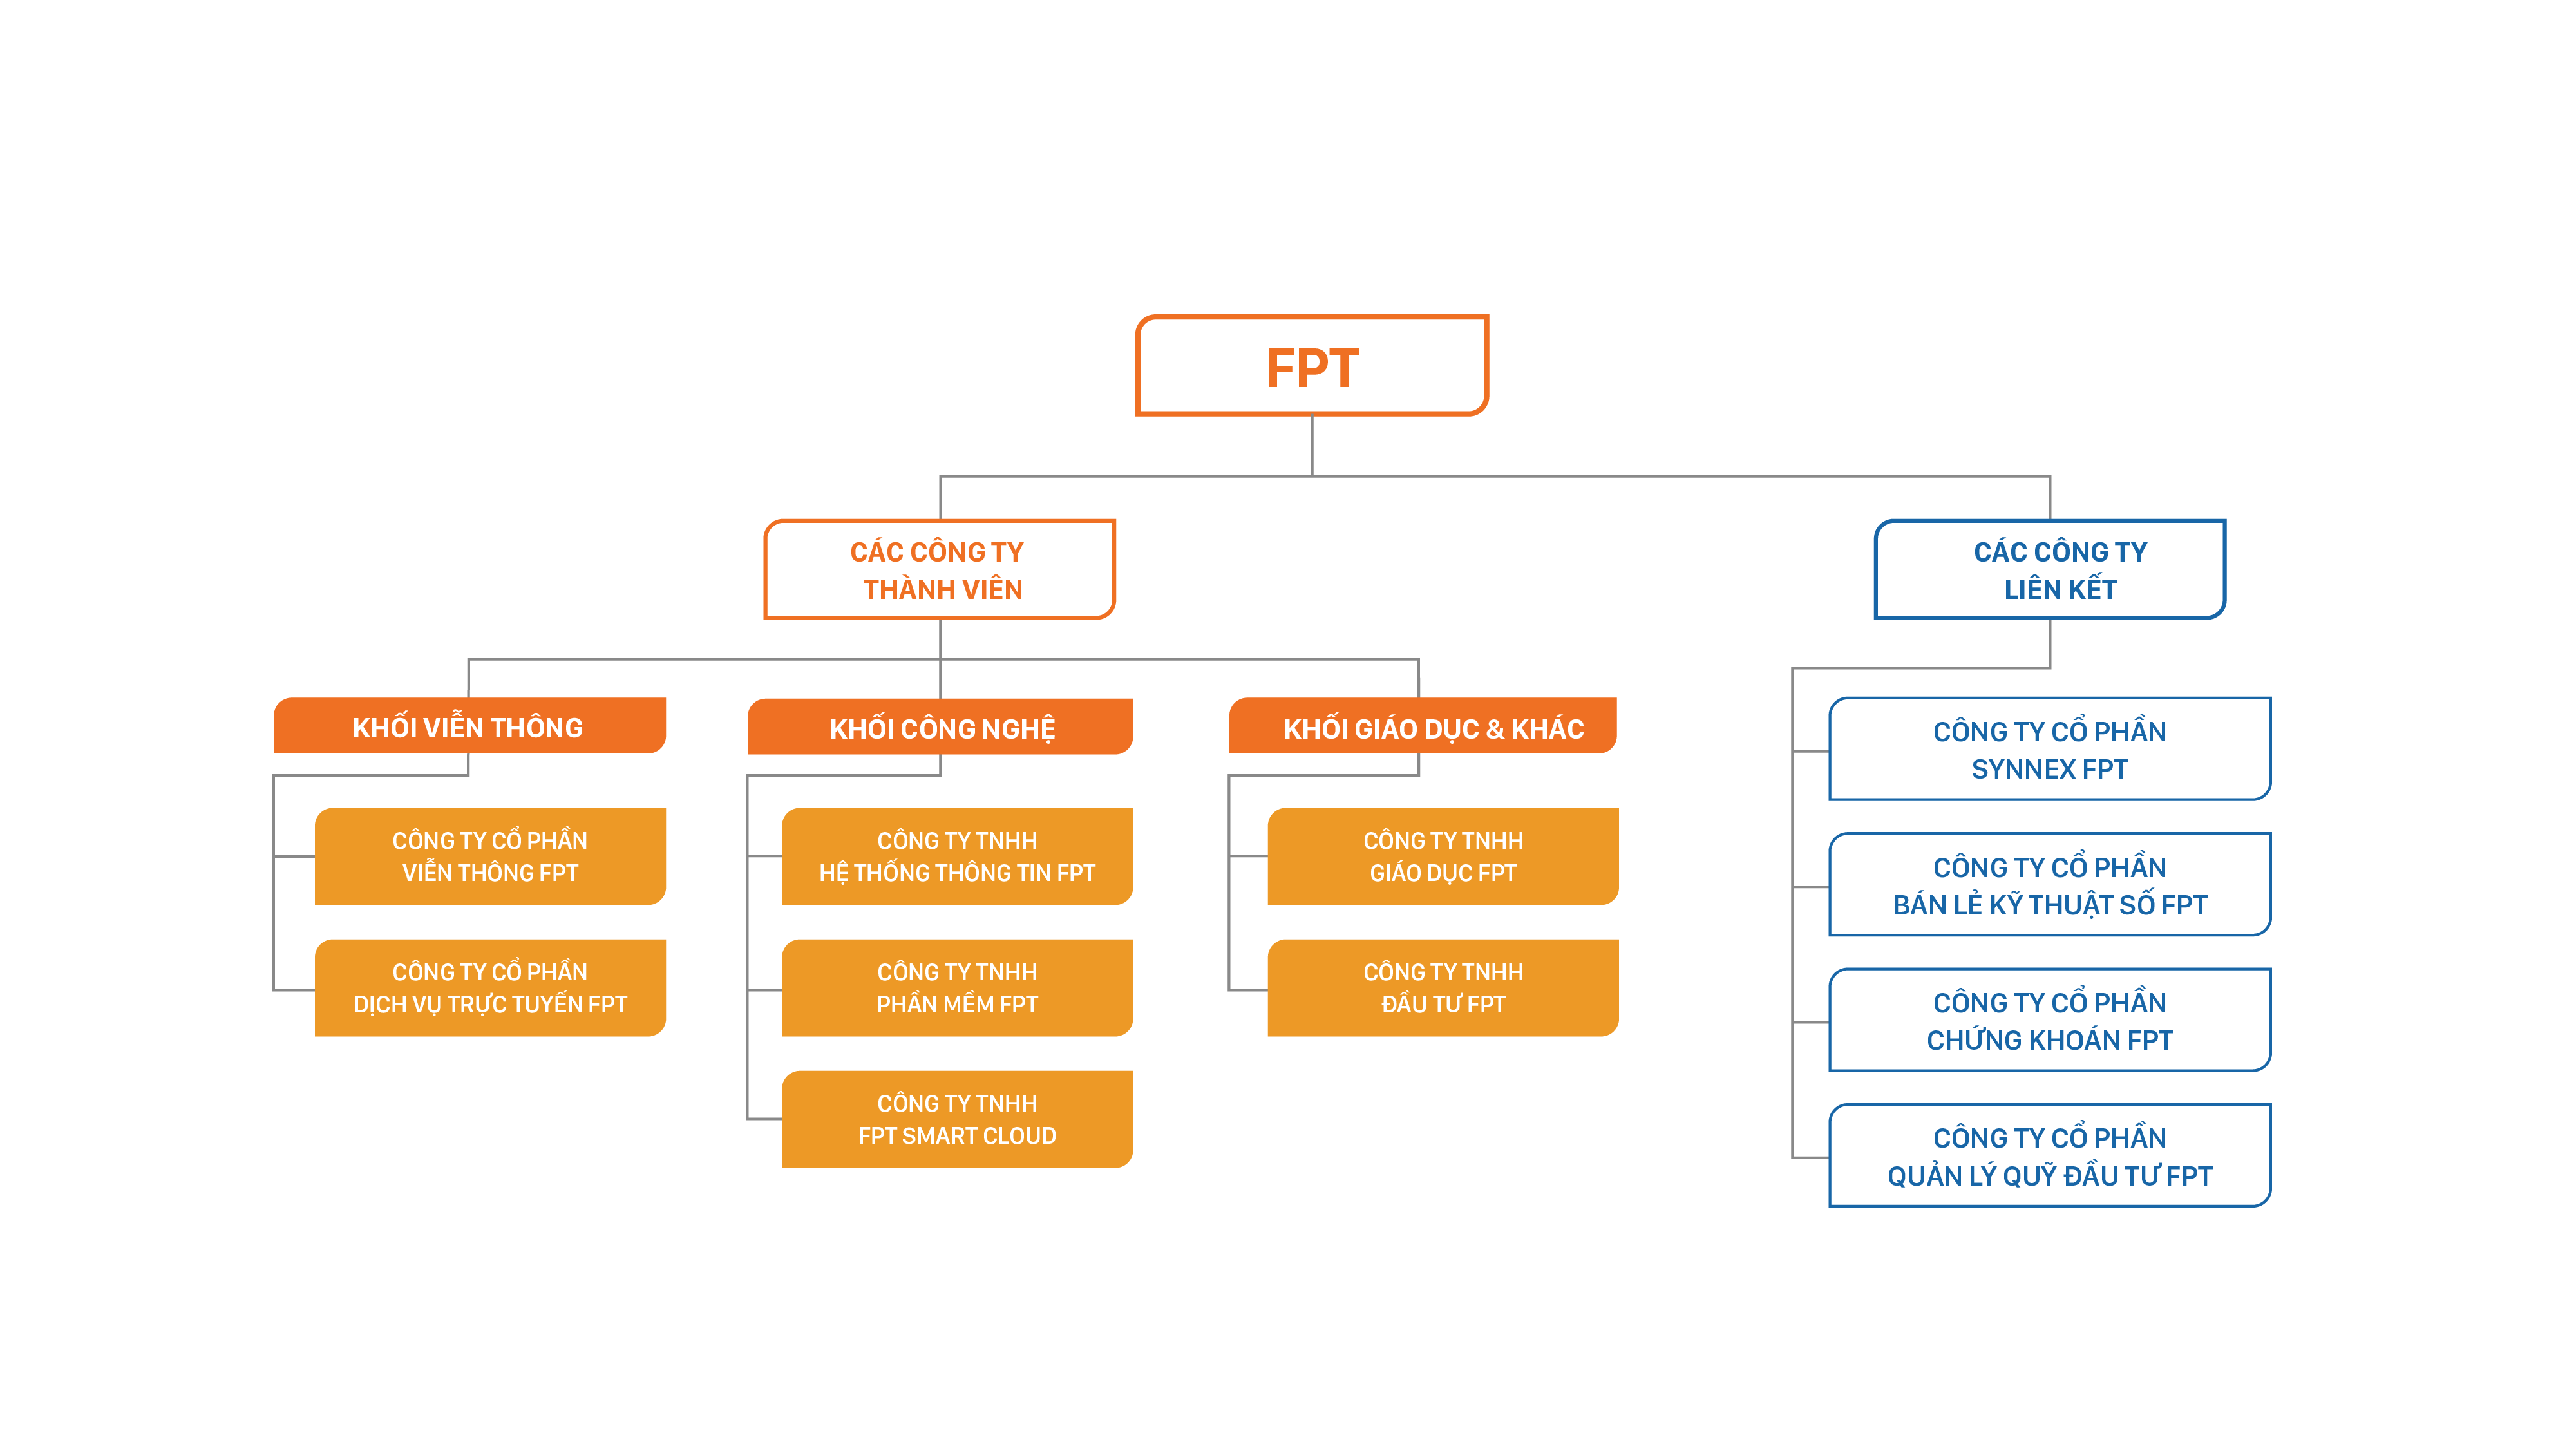 FPT
CÁC CÔNG TY
THÀNH VIÊN
CÁC CÔNG TY
LIÊN KẾT
KHỐI VIỄN THÔNG
CÔNG TY CỔ PHẦN
VIỄN THÔNG FPT
CÔNG TY CỔ PHẦN
DỊCH VỤ TRỰC TUYẾN FPT
KHỐI CÔNG NGHỆ
CÔNG TY TNHH
HỆ THỐNG THÔNG TIN FPT
CÔNG TY TNHH
PHẦN MỀM FPT
CÔNG TY TNHH
FPT SMART CLOUD
KHỐI GIÁO DỤC & KHÁC
CÔNG TY TNHH
GIÁO DỤC FPT
CÔNG TY TNHH
ĐẦU TƯ FPT
CÔNG TY CỔ PHẦN
SYNNEX FPT
CÔNG TY CỔ PHẦN
BÁN LẺ KỸ THUẬT SỐ FPT
CÔNG TY CỔ PHẦN
CHỨNG KHOÁN FPT
CÔNG TY CỔ PHẦN
QUẢN LÝ QUỸ ĐẦU TƯ FPT